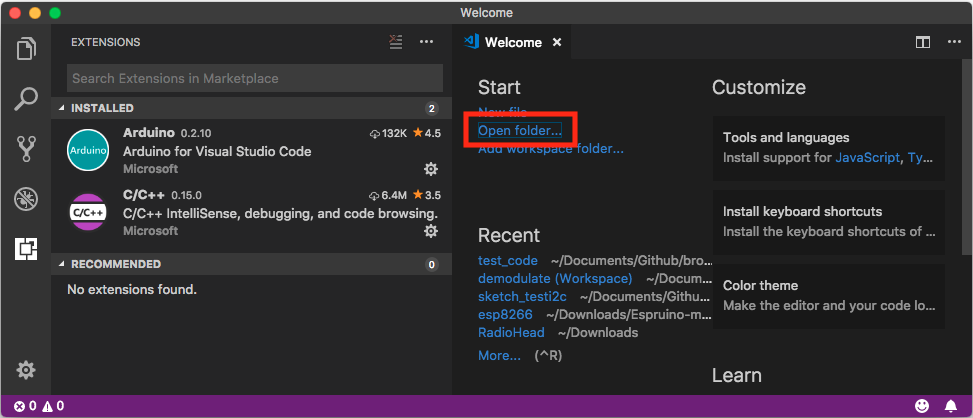 Welcome
EXTENSIONS
Search Extensions in Marketplace
INSTALLED 2
Arduino
Arduino 0.2.10 132K 4.5
Arduino for Visual Studio Code
Microsoft
C/C++
C/C++ 0.15.0 6.4M 3.5
C/C++ IntelliSense, debugging, and code browsing.
Microsoft
RECOMMENDED 0
No extensions found.
Welcome
Start
New file
Open folder...
Add workspace folder...
Recent
test_code ~/Documents/Github/bro...
demodulate (Workspace) ~/Docum...
sketch_testi2c ~/Documents/Githu...
esp8266 ~/Downloads/Espruino-m...
RadioHead ~/Downloads
More... (^R)
Customize
Tools and languages
Install support for JavaScript, Ty...
Install keyboard shortcuts
Install the keyboard shortcuts of ...
Color theme
Make the editor and your code lo...
Learn
0 0